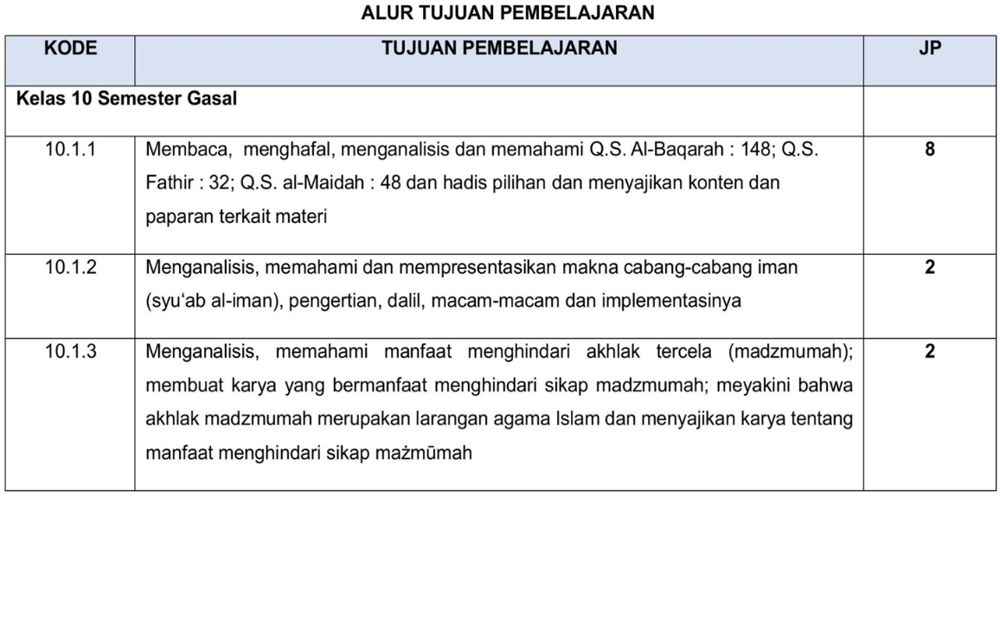 ALUR TUJUAN PEMBELAJARAN
KODE TUJUAN PEMBELAJARAN JP
Kelas 10 Semester Gasal
10.1.1 Membaca, menghafal, menganalisis dan memahami Q.S. Al-Baqarah : 148; Q.S. 8
Fathir : 32; Q.S. al-Maidah : 48 dan hadis pilihan dan menyajikan konten dan
paparan terkait materi
10.1.2 Menganalisis, memahami dan mempresentasikan makna cabang-cabang iman 2
(syu‘ab al-iman), pengertian, dalil, macam-macam dan implementasinya
10.1.3 Menganalisis, memahami manfaat menghindari akhlak tercela (madzmumah); 2
membuat karya yang bermanfaat menghindari sikap madzmumah; meyakini bahwa
akhlak madzmumah merupakan larangan agama Islam dan menyajikan karya tentang
manfaat menghindari sikap mażmūmah